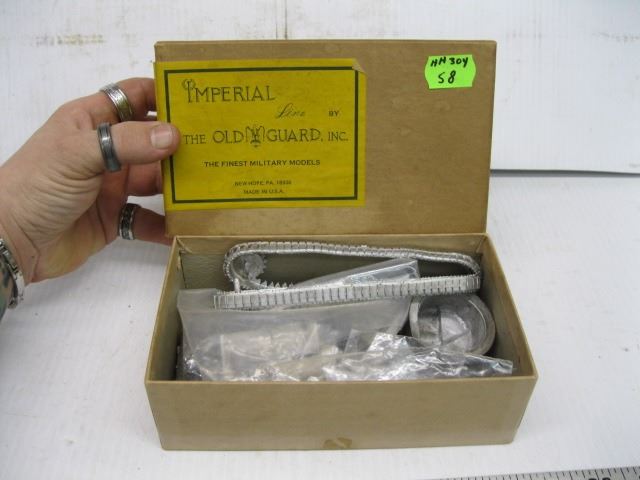 IMPERIAL
Line BY
THE OLD GUARD, INC.
THE FINEST MILITARY MODELS
NEW HOPE, PA. 18938
MADE IN U.S.A.
HH 304
58